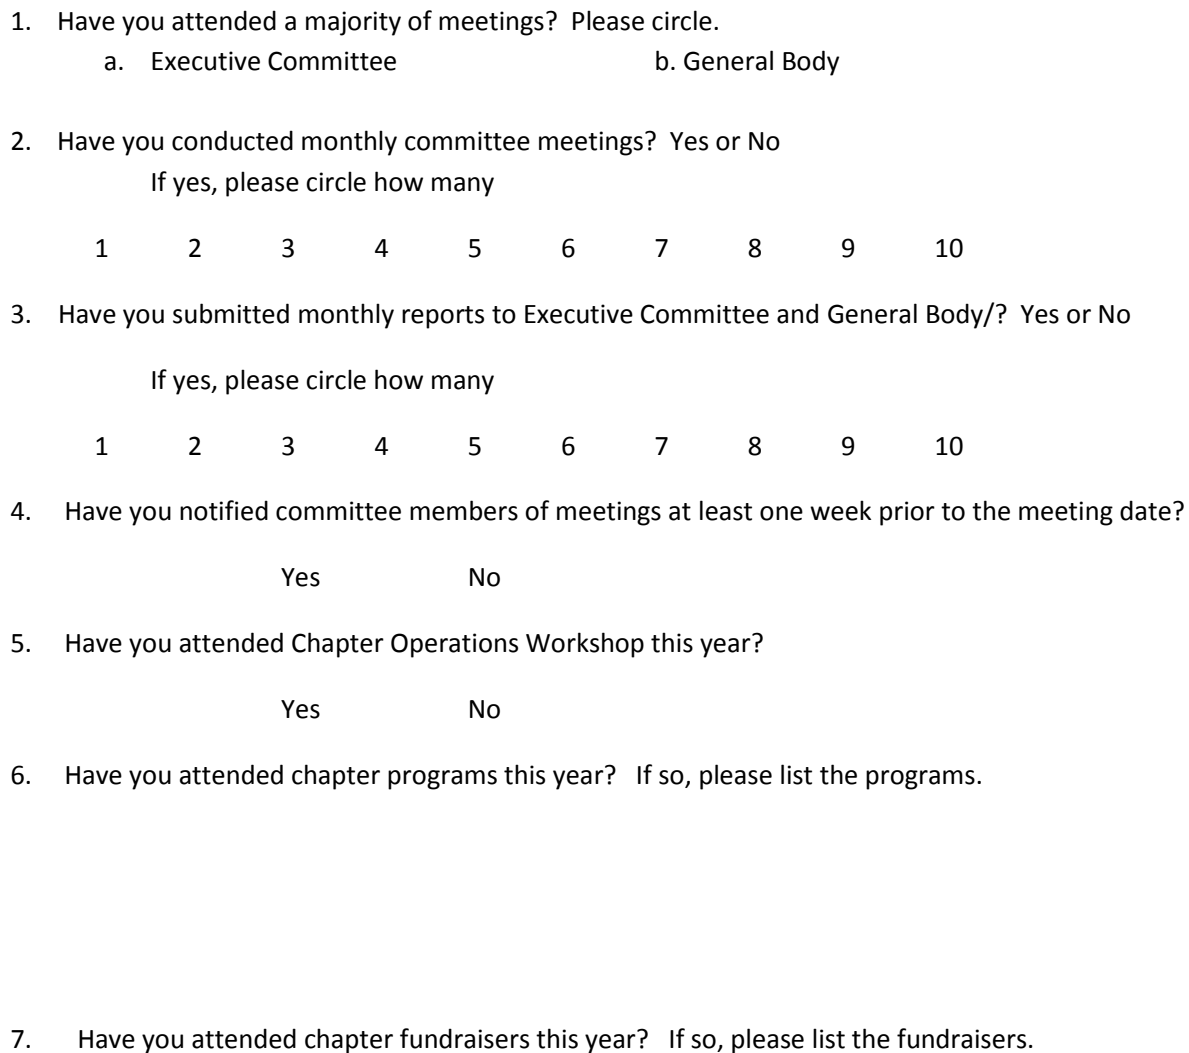 1. Have you attended a majority of meetings? Please circle.
a. Executive Committee b. General Body
2. Have you conducted monthly committee meetings? Yes or No
If yes, please circle how many
1 2 3 4 5 6 7 8 9 10
3. Have you submitted monthly reports to Executive Committee and General Body/? Yes or No
If yes, please circle how many
1 2 3 4 5 6 7 8 9 10
4. Have you notified committee members of meetings at least one week prior to the meeting date?
Yes No
5. Have you attended Chapter Operations Workshop this year?
Yes No
6. Have you attended chapter programs this year? If so, please list the programs.
7. Have you attended chapter fundraisers this year? If so, please list the fundraisers.